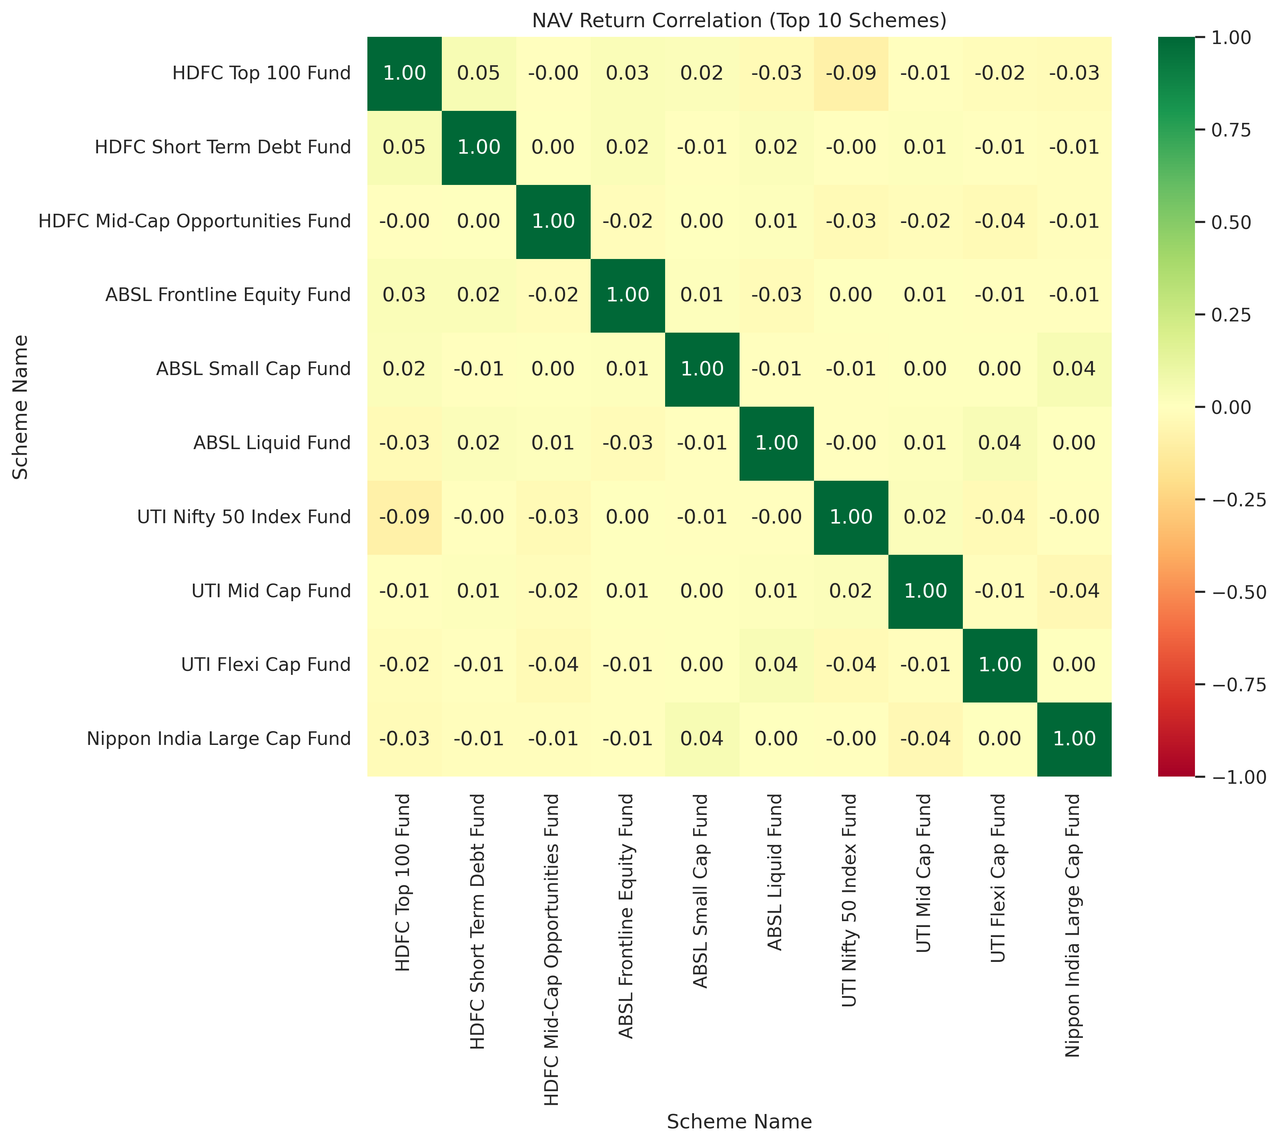 NAV Return Correlation (Top 10 Schemes)
HDFC Top 100 Fund 1.00 0.05 -0.00 0.03 0.02 -0.03 -0.09 -0.01 -0.02 -0.03
HDFC Short Term Debt Fund 0.05 1.00 0.00 0.02 -0.01 0.02 -0.00 0.01 -0.01 -0.01
HDFC Mid-Cap Opportunities Fund -0.00 0.00 1.00 -0.02 0.00 0.01 -0.03 -0.02 -0.04 -0.01
ABSL Frontline Equity Fund 0.03 0.02 -0.02 1.00 0.01 -0.03 0.00 0.01 -0.01 -0.01
ABSL Small Cap Fund 0.02 -0.01 0.00 0.01 1.00 -0.01 -0.01 0.00 0.00 0.04
ABSL Liquid Fund -0.03 0.02 0.01 -0.03 -0.01 1.00 -0.00 0.01 0.04 0.00
UTI Nifty 50 Index Fund -0.09 -0.00 -0.03 0.00 -0.01 -0.00 1.00 0.02 -0.04 -0.00
UTI Mid Cap Fund -0.01 0.01 -0.02 0.01 0.00 0.01 0.02 1.00 -0.01 -0.04
UTI Flexi Cap Fund -0.02 -0.01 -0.04 -0.01 0.00 0.04 -0.04 -0.01 1.00 0.00
Nippon India Large Cap Fund -0.03 -0.01 -0.01 -0.01 0.04 0.00 -0.00 -0.04 0.00 1.00
Scheme Name
HDFC Top 100 Fund
HDFC Short Term Debt Fund
HDFC Mid-Cap Opportunities Fund
ABSL Frontline Equity Fund
ABSL Small Cap Fund
ABSL Liquid Fund
UTI Nifty 50 Index Fund
UTI Mid Cap Fund
UTI Flexi Cap Fund
Nippon India Large Cap Fund
Scheme Name
1.00
0.75
0.50
0.25
0.00
−0.25
−0.50
−0.75
−1.00